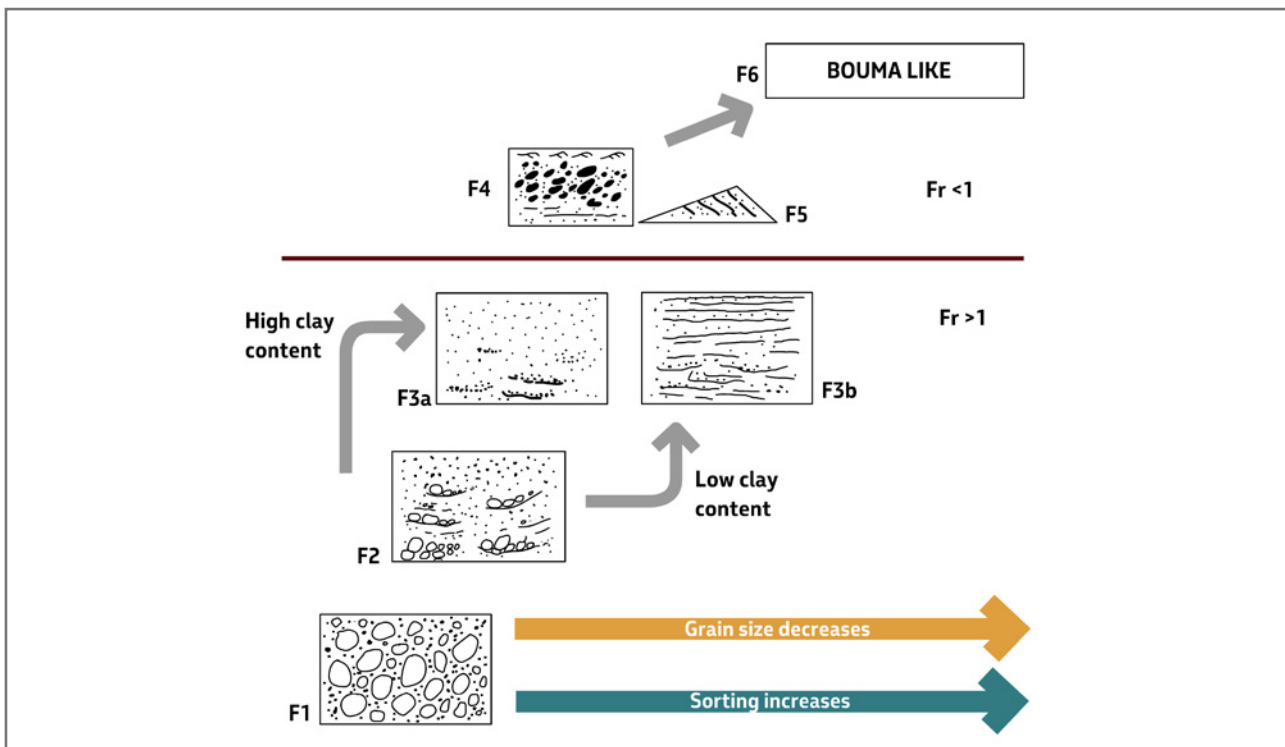 F6
BOUMA LIKE
F4
F5
Fr <1
High clay
content
Fr >1
F3a
F3b
Low clay
content
F2
Grain size decreases
Sorting increases
F1